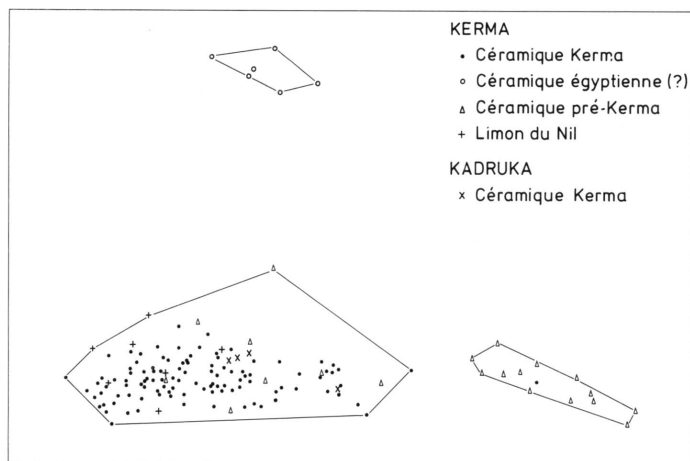 KERMA
• Céramique Kerma
o Céramique égyptienne (?)
△ Céramique pré-Kerma
+ Limon du Nil
KADRUKA
x Céramique Kerma